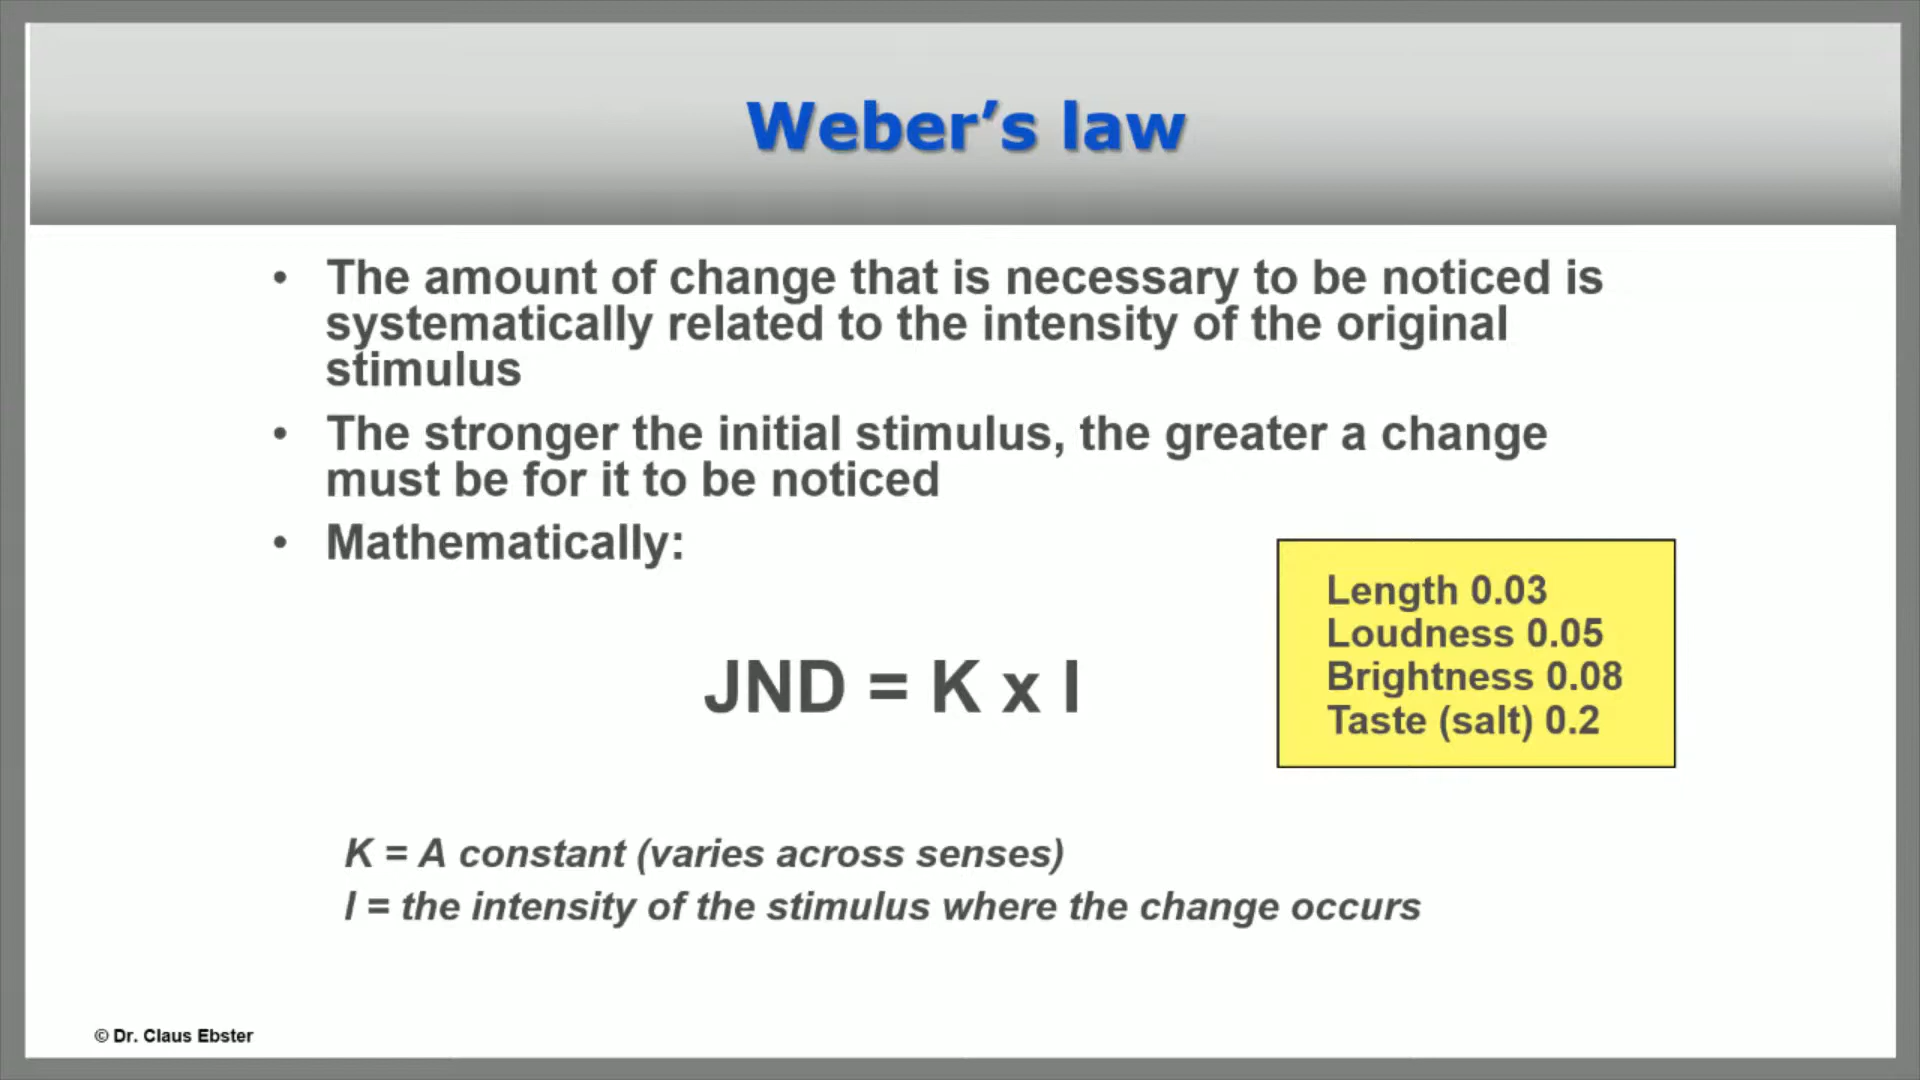 Weber’s law
• The amount of change that is necessary to be noticed is
systematically related to the intensity of the original
stimulus
• The stronger the initial stimulus, the greater a change
must be for it to be noticed
• Mathematically:
JND = K x I
Length 0.03
Loudness 0.05
Brightness 0.08
Taste (salt) 0.2
K = A constant (varies across senses)
I = the intensity of the stimulus where the change occurs
© Dr. Claus Ebster